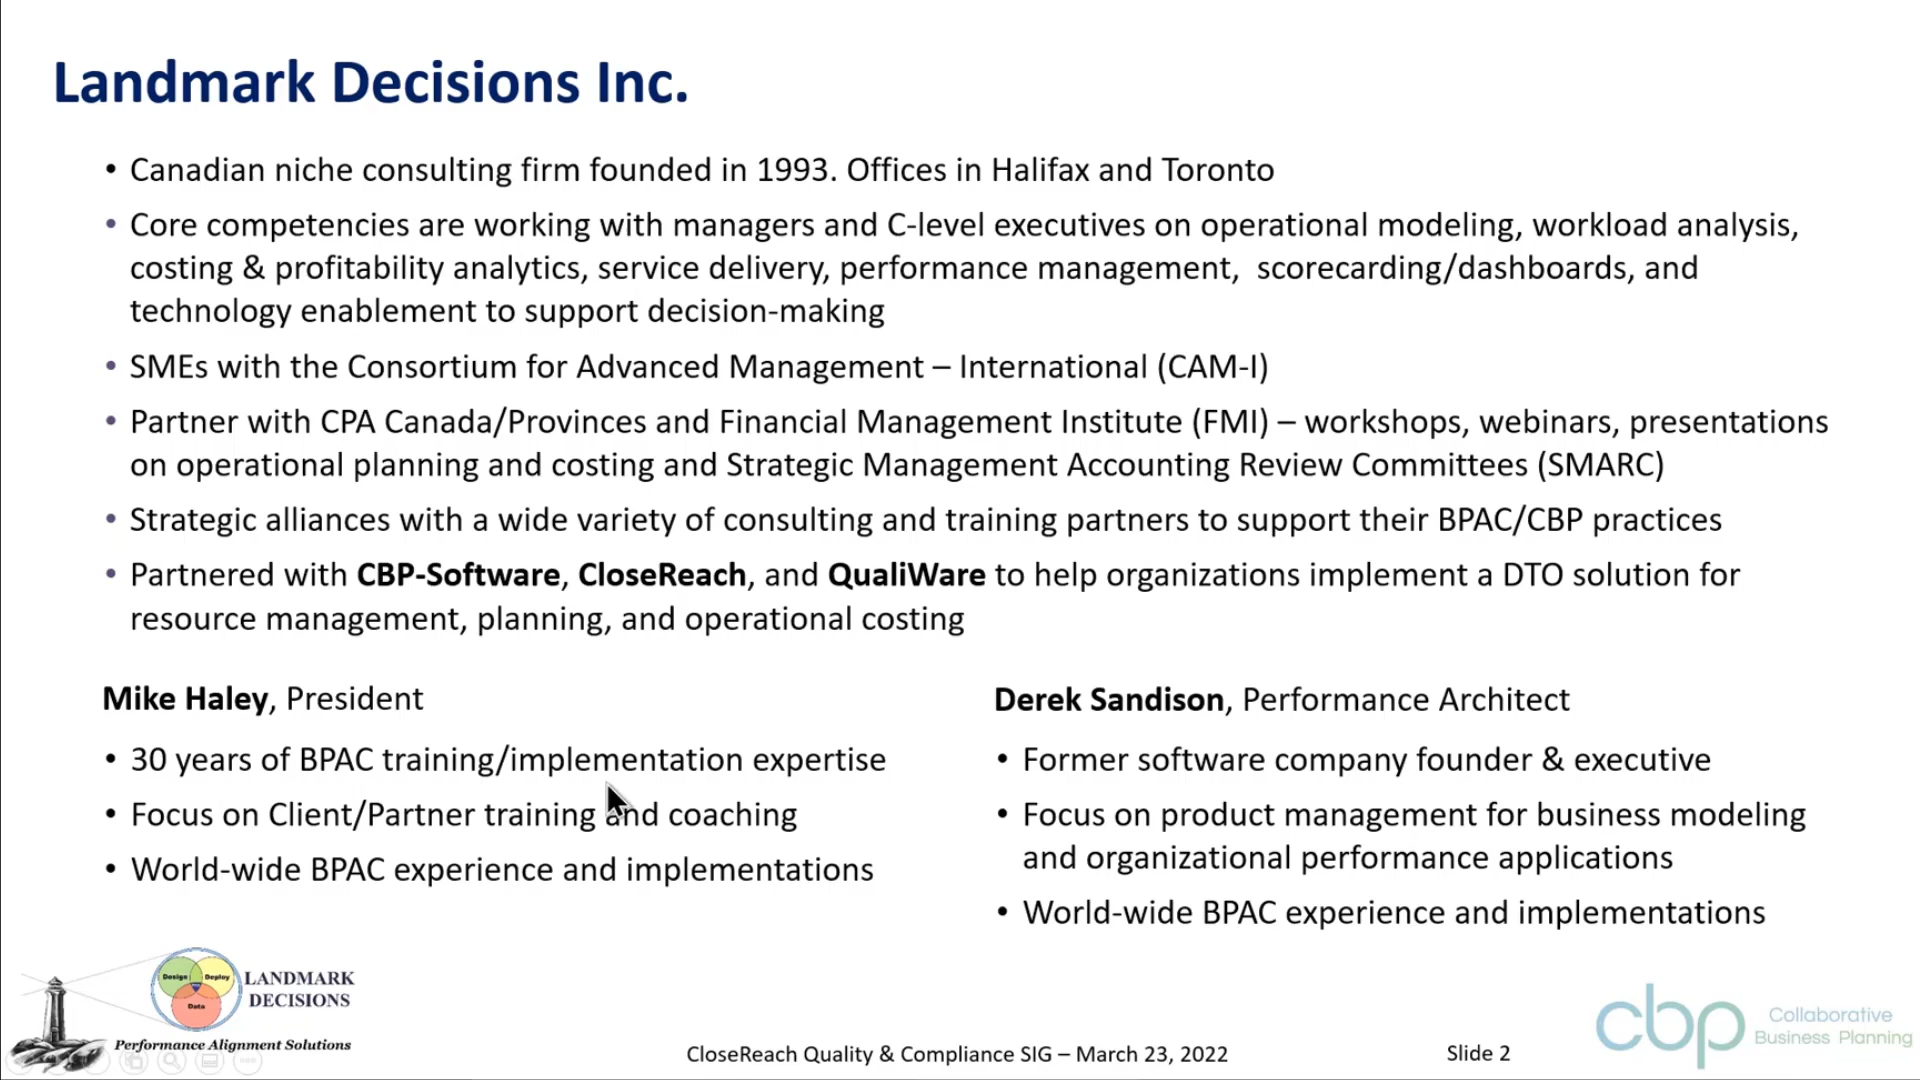 Landmark Decisions Inc.
• Canadian niche consulting firm founded in 1993. Offices in Halifax and Toronto
• Core competencies are working with managers and C-level executives on operational modeling, workload analysis,
costing & profitability analytics, service delivery, performance management,  scorecarding/dashboards, and
technology enablement to support decision-making
• SMEs with the Consortium for Advanced Management – International (CAM-I)
• Partner with CPA Canada/Provinces and Financial Management Institute (FMI) – workshops, webinars, presentations
on operational planning and costing and Strategic Management Accounting Review Committees (SMARC)
• Strategic alliances with a wide variety of consulting and training partners to support their BPAC/CBP practices
• Partnered with CBP-Software, CloseReach, and QualiWare to help organizations implement a DTO solution for
resource management, planning, and operational costing
Mike Haley, President
• 30 years of BPAC training/implementation expertise
• Focus on Client/Partner training and coaching
• World-wide BPAC experience and implementations
Derek Sandison, Performance Architect
• Former software company founder & executive
• Focus on product management for business modeling
and organizational performance applications
• World-wide BPAC experience and implementations
Design Deploy
Data
LANDMARK
DECISIONS
Performance Alignment Solutions
CloseReach Quality & Compliance SIG – March 23, 2022
Slide 2
cbp
Collaborative
Business Planning